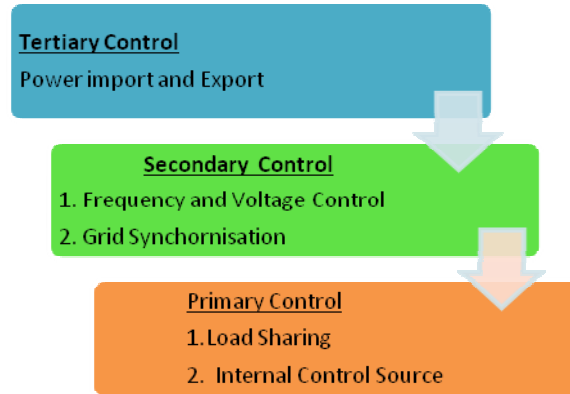 Tertiary Control
Power import and Export
Secondary Control
1. Frequency and Voltage Control
2. Grid Synchornisation
Primary Control
1. Load Sharing
2. Internal Control Source